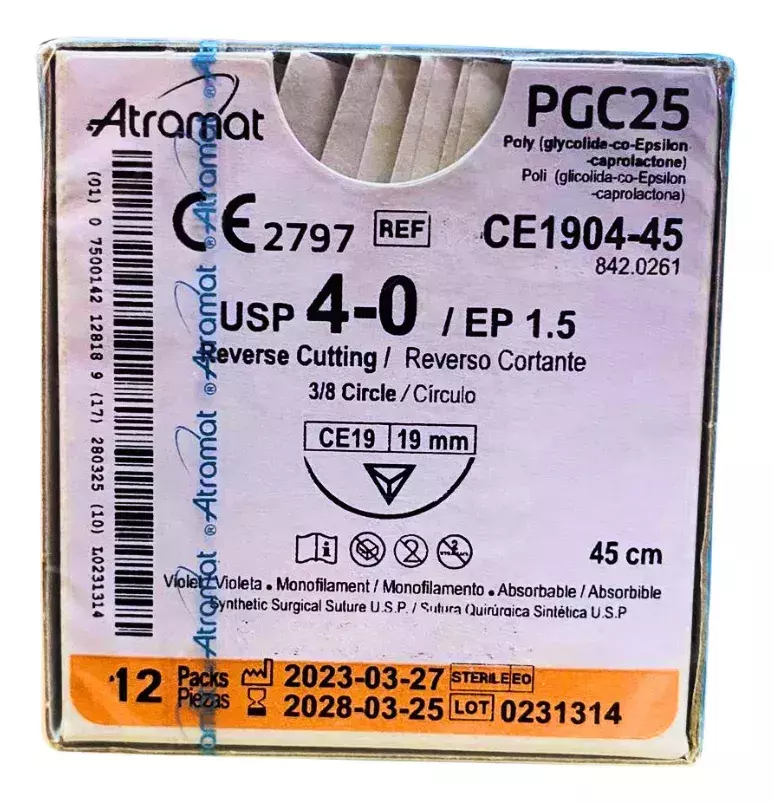 Atramat
PGC25
Poly (glycolida-co-Epsilon
-caprolactone)
Poli (glicolida-co-Epsilon
-caprolactona)
CE 2797 REF CE1904-45
842.0261
USP 4-0 / EP 1.5
Reverse Cutting / Reverso Cortante
3/8 Circle / Círculo
CE19 19 mm
45 cm
Violet / Violeta • Monofilament / Monofilamento • Absorbable / Absorbible
Synthetic Surgical Suture U.S.P. / Sutura Quirúrgica Sintética U.S.P
12 Packs
Piezas
2023-03-27 STERILE EO
2028-03-25 LOT 0231314
(01) 0 7500142 12818 9 (17) 280325 (10) L0231314
®Atramat ®Atramat ®Atramat ®Atramat